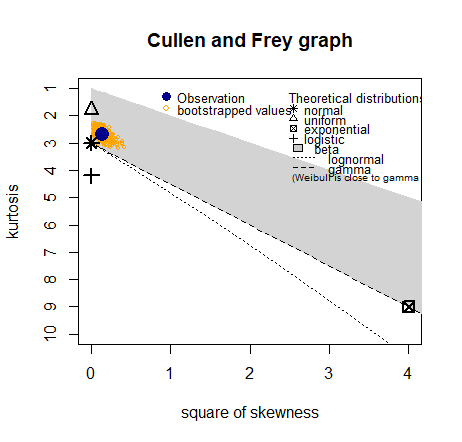 Cullen and Frey graph
Observation
bootstrapped values
Theoretical distributions
normal
uniform
exponential
logistic
beta
lognormal
gamma
(Weibull is close to gamma
kurtosis
1
2
3
4
5
6
7
8
9
10
0
1
2
3
4
square of skewness